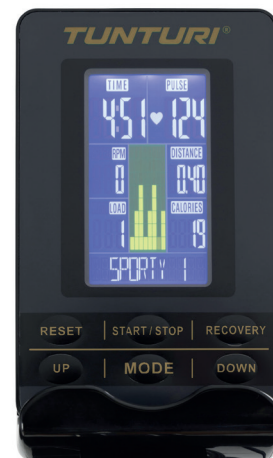 TUNTURI®
TIME PULSE
4:51 124
RPM DISTANCE
0 0.40
LOAD CALORIES
1 19
SPORTY 1
RESET START/STOP RECOVERY
UP MODE DOWN